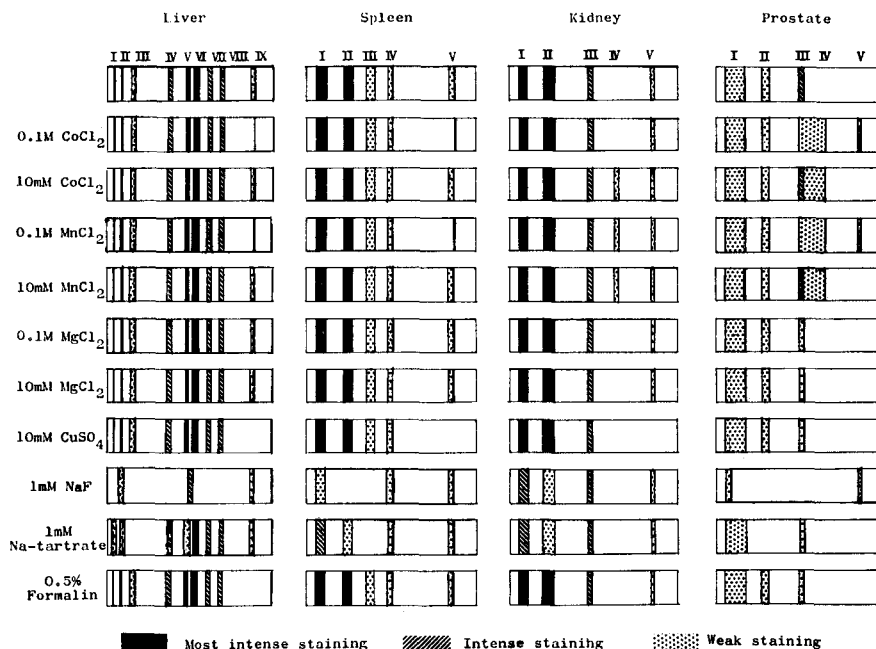 Liver Spleen Kidney Prostate
I II III IV V VI VII VIII IX I II III IV V I II III IV V I II III IV V
0.1M CoCl2
10mM CoCl2
0.1M MnCl2
10mM MnCl2
0.1M MgCl2
10mM MgCl2
10mM CuSO4
1mM NaF
1mM
Na-tartrate
0.5%
Formalin
Most intense staining Intense stainihg Weak staining